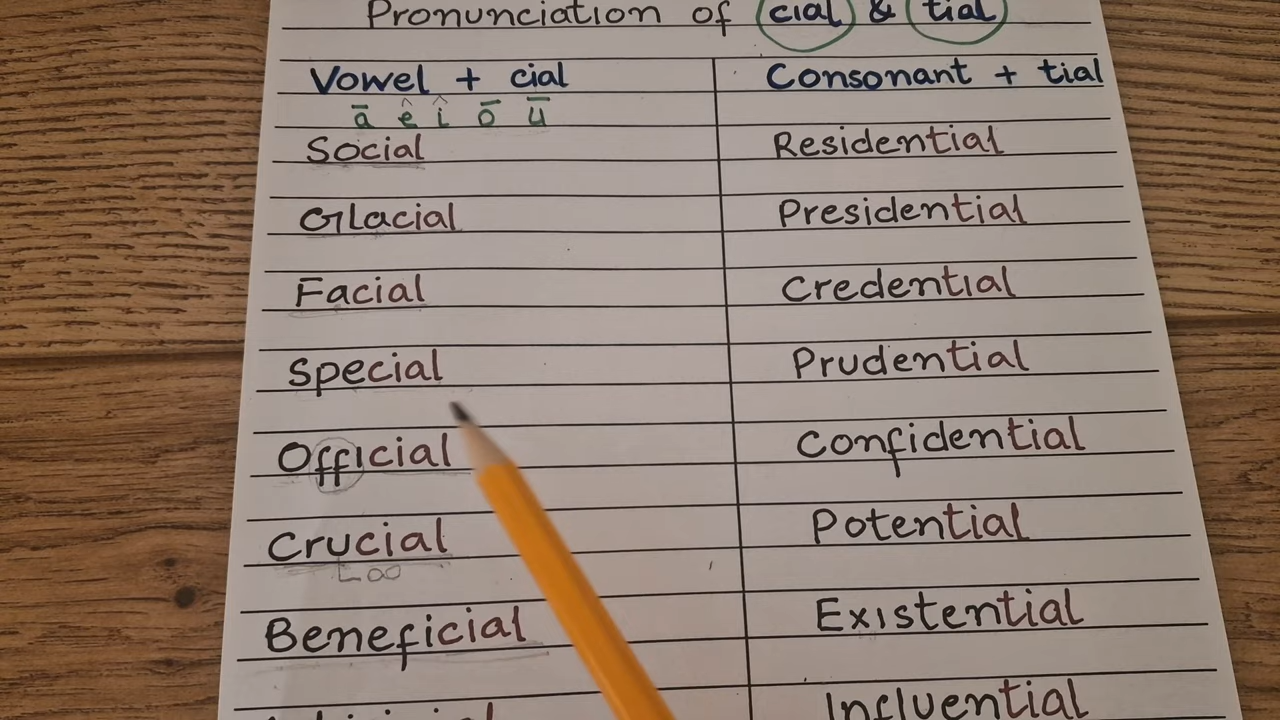 Pronunciation of cial & tial
Vowel + cial
ā ê î ō ū
Social
Glacial
Facial
Special
Official
Crucial
oo
Beneficial
Consonant + tial
Residential
Presidential
Credential
Prudential
Confidential
Potential
Existential
Influential